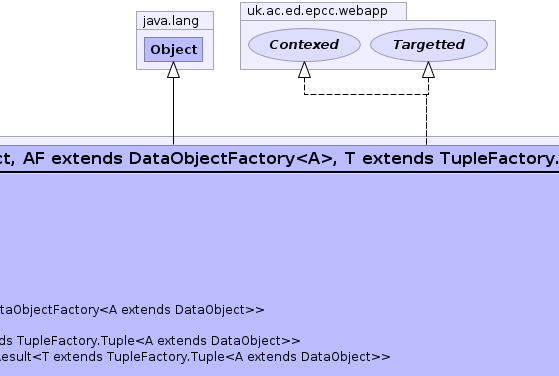 java.lang
Object
uk.ac.ed.epcc.webapp
Contexed
Targetted
ct, AF extends DataObjectFactory<A>, T extends TupleFactory.
taObjectFactory<A extends DataObject>>
ds TupleFactory.Tuple<A extends DataObject>>
esult<T extends TupleFactory.Tuple<A extends DataObject>>